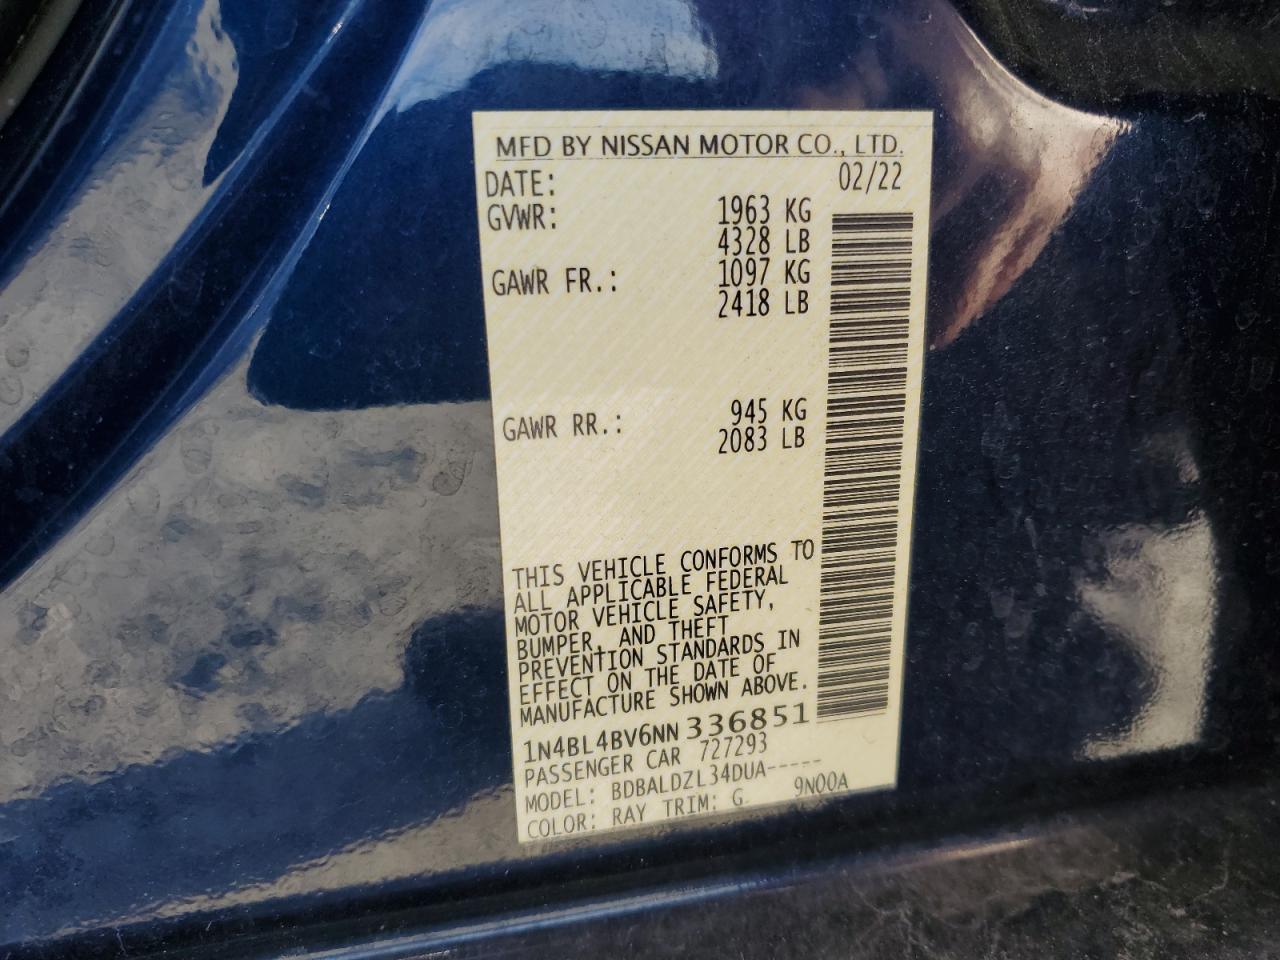 MFD BY NISSAN MOTOR CO., LTD.
DATE: 02/22
GVWR: 1963 KG
4328 LB
GAWR FR.: 1097 KG
2418 LB
GAWR RR.: 945 KG
2083 LB
THIS VEHICLE CONFORMS TO
ALL APPLICABLE FEDERAL
MOTOR VEHICLE SAFETY,
BUMPER, AND THEFT
PREVENTION STANDARDS IN
EFFECT ON THE DATE OF
MANUFACTURE SHOWN ABOVE.
1N4BL4BV6NN336851
PASSENGER CAR 727293
MODEL: BDBALDZL34DUA-----
COLOR: RAY TRIM: G 9N00A